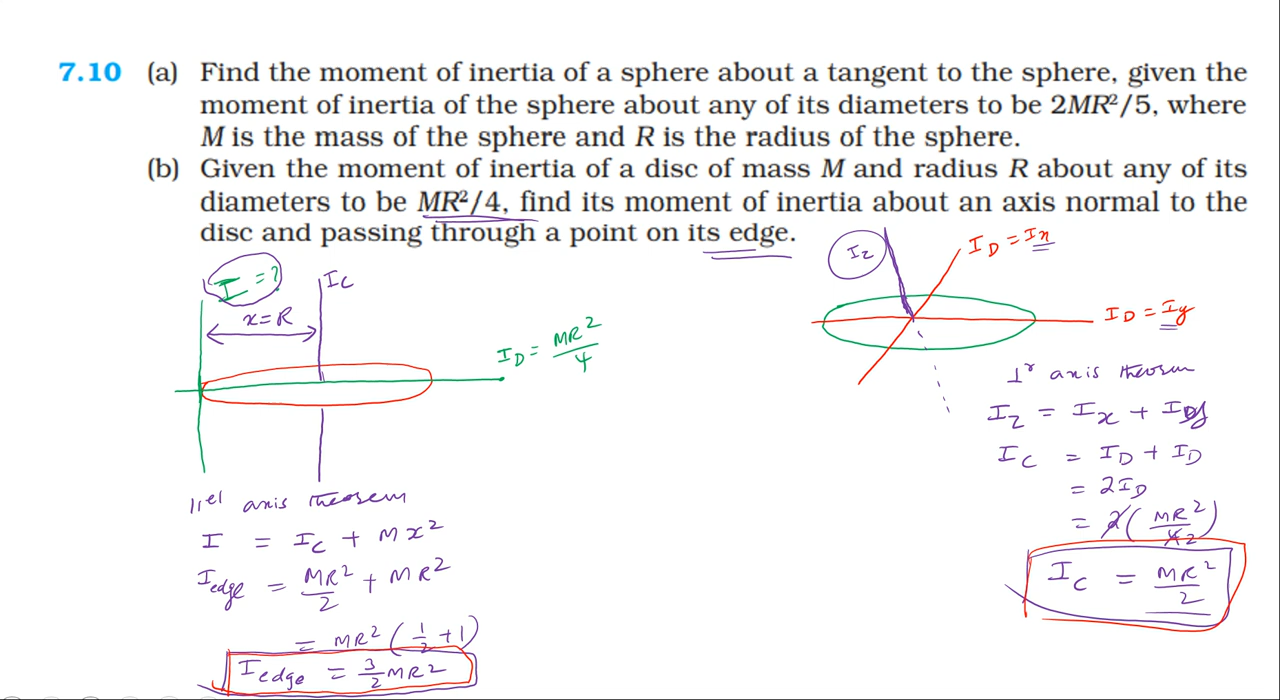 7.10 (a) Find the moment of inertia of a sphere about a tangent to the sphere, given the
moment of inertia of the sphere about any of its diameters to be 2MR²/5, where
M is the mass of the sphere and R is the radius of the sphere.
(b) Given the moment of inertia of a disc of mass M and radius R about any of its
diameters to be MR²/4, find its moment of inertia about an axis normal to the
disc and passing through a point on its edge.
I = ?
I_C
x = R
I_D = MR²/4
I_Z
I_D = I_x
I_D = I_y
⊥r axis theorem
I_Z = I_x + I_y
I_C = I_D + I_D
= 2I_D
= 2(MR²/4 2)
I_C = MR²/2
||el axis theorem
I = I_C + Mx²
I_edge = MR²/2 + MR²
= MR²(1/2 + 1)
I_edge = 3/2 MR²